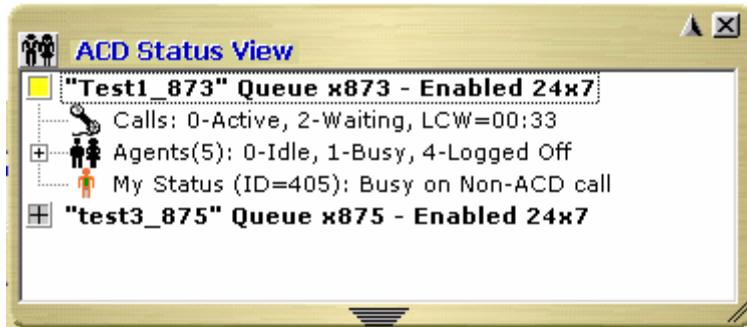 ACD Status View
"Test1_873" Queue x873 - Enabled 24x7
Calls: 0-Active, 2-Waiting, LCW=00:33
Agents(5): 0-Idle, 1-Busy, 4-Logged Off
My Status (ID=405): Busy on Non-ACD call
"test3_875" Queue x875 - Enabled 24x7